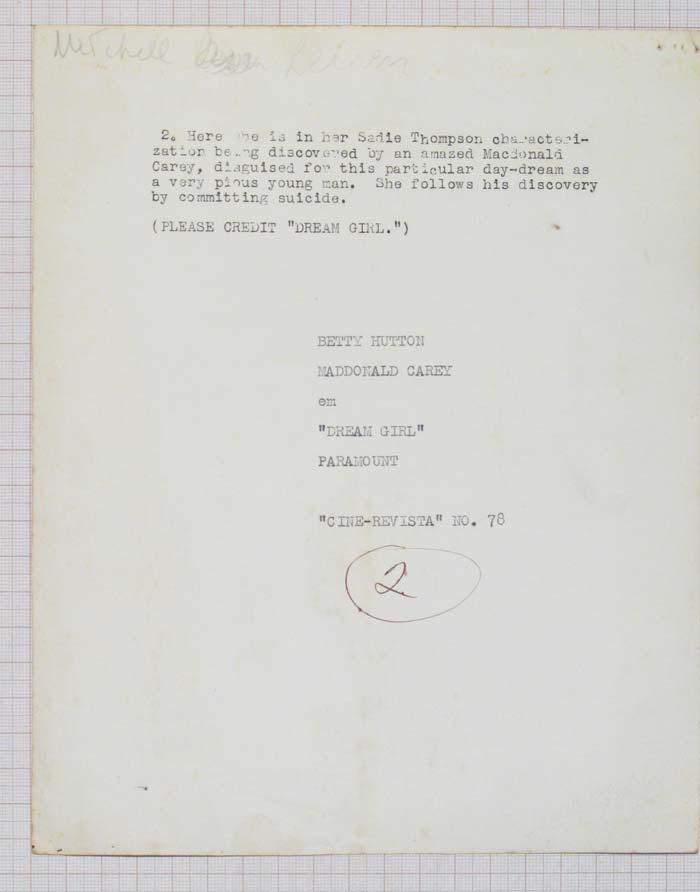 Mitchell Leisen
2. Here she is in her Sadie Thompson characteri-
zation being discovered by an amazed Macdonald
Carey, disguised for this particular day-dream as
a very pious young man. She follows his discovery
by committing suicide.
(PLEASE CREDIT "DREAM GIRL.")
BETTY HUTTON
MADDONALD CAREY
em
"DREAM GIRL"
PARAMOUNT
"CINE-REVISTA" NO. 78
2